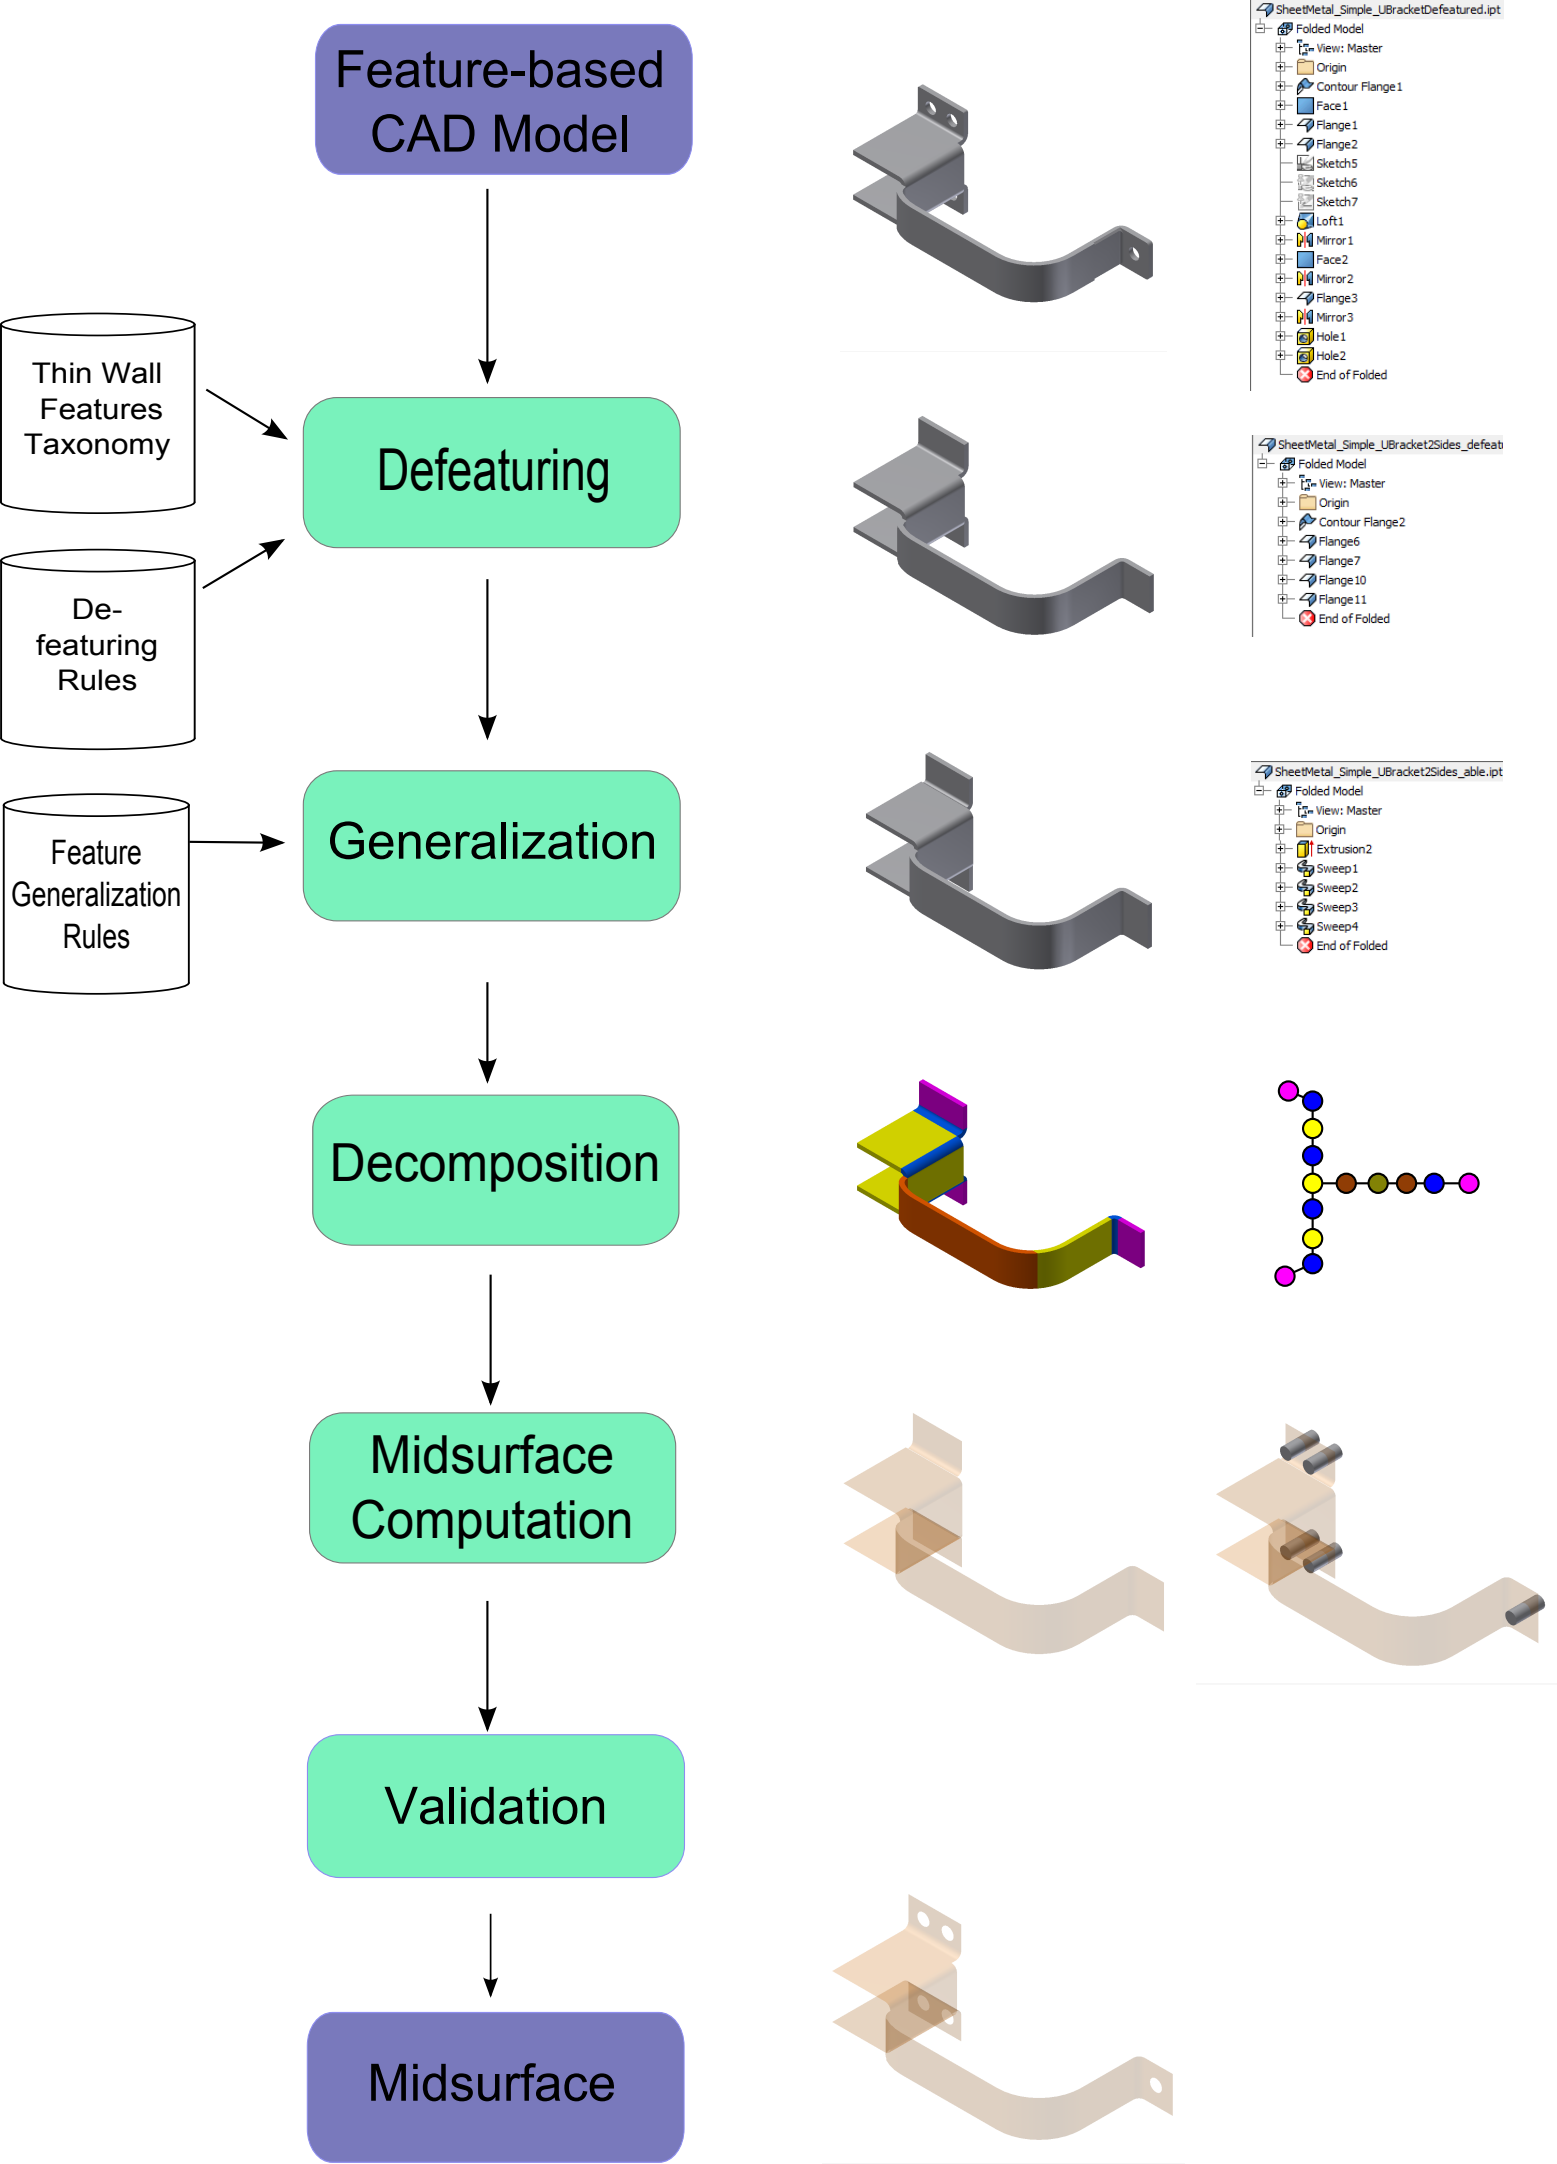 Feature-based
CAD Model
SheetMetal_Simple_UBracketDefeatured.ipt
Folded Model
View: Master
Origin
Contour Flange1
Face1
Flange1
Flange2
Sketch5
Sketch6
Sketch7
Loft1
Mirror1
Face2
Mirror2
Flange3
Mirror3
Hole1
Hole2
End of Folded
Thin Wall
Features
Taxonomy
De-
featuring
Rules
Defeaturing
SheetMetal_Simple_UBracket2Sides_defeat
Folded Model
View: Master
Origin
Contour Flange2
Flange6
Flange7
Flange10
Flange11
End of Folded
Feature
Generalization
Rules
Generalization
SheetMetal_Simple_UBracket2Sides_able.ipt
Folded Model
View: Master
Origin
Extrusion2
Sweep1
Sweep2
Sweep3
Sweep4
End of Folded
Decomposition
Midsurface
Computation
Validation
Midsurface